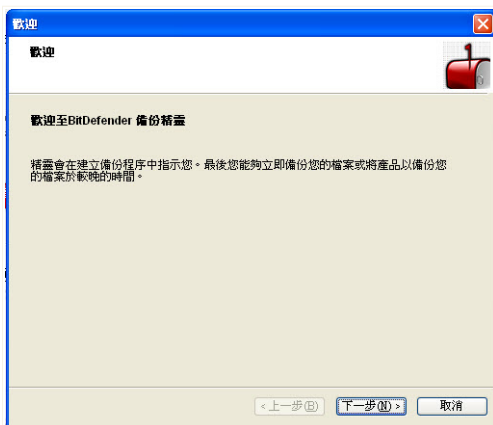 歡迎
歡迎
歡迎至BitDefender 備份精靈
精靈會在建立備份程序中指示您。最後您能夠立即備份您的檔案或將產品以備份您
的檔案於較晚的時間。
<上一步(B) 下一步(N)> 取消